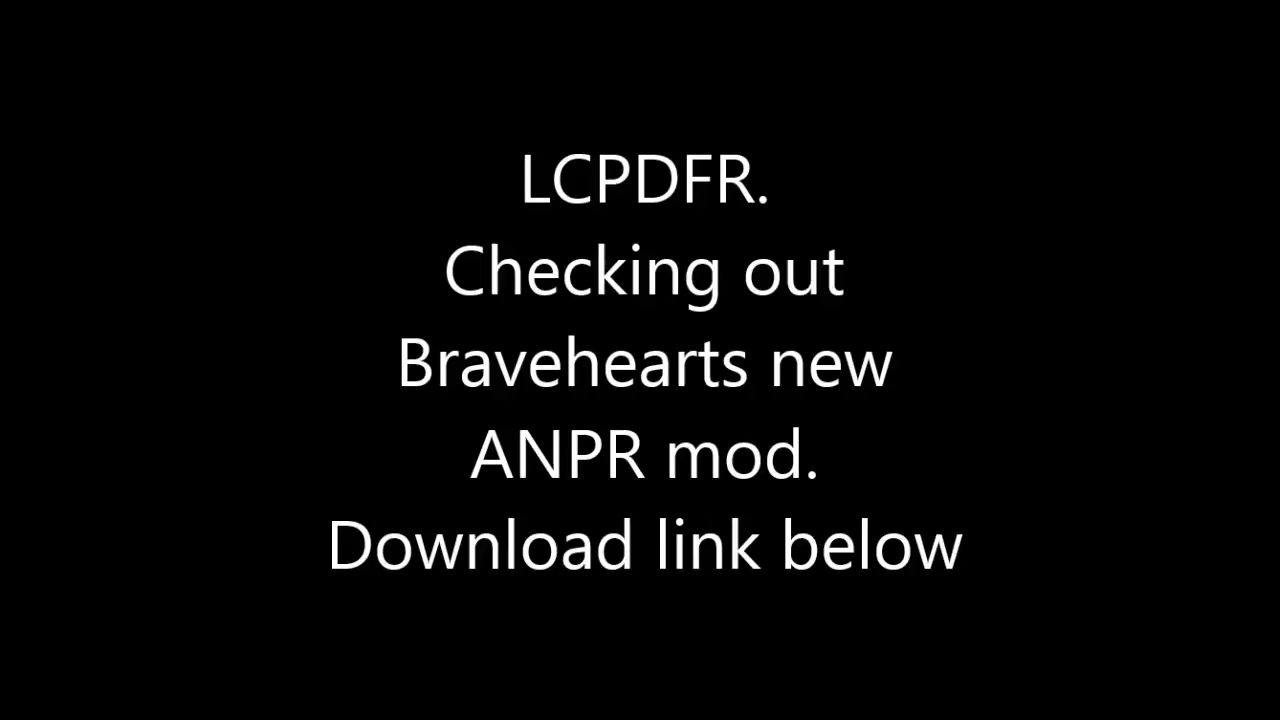 LCPDFR.
Checking out
Bravehearts new
ANPR mod.
Download link below